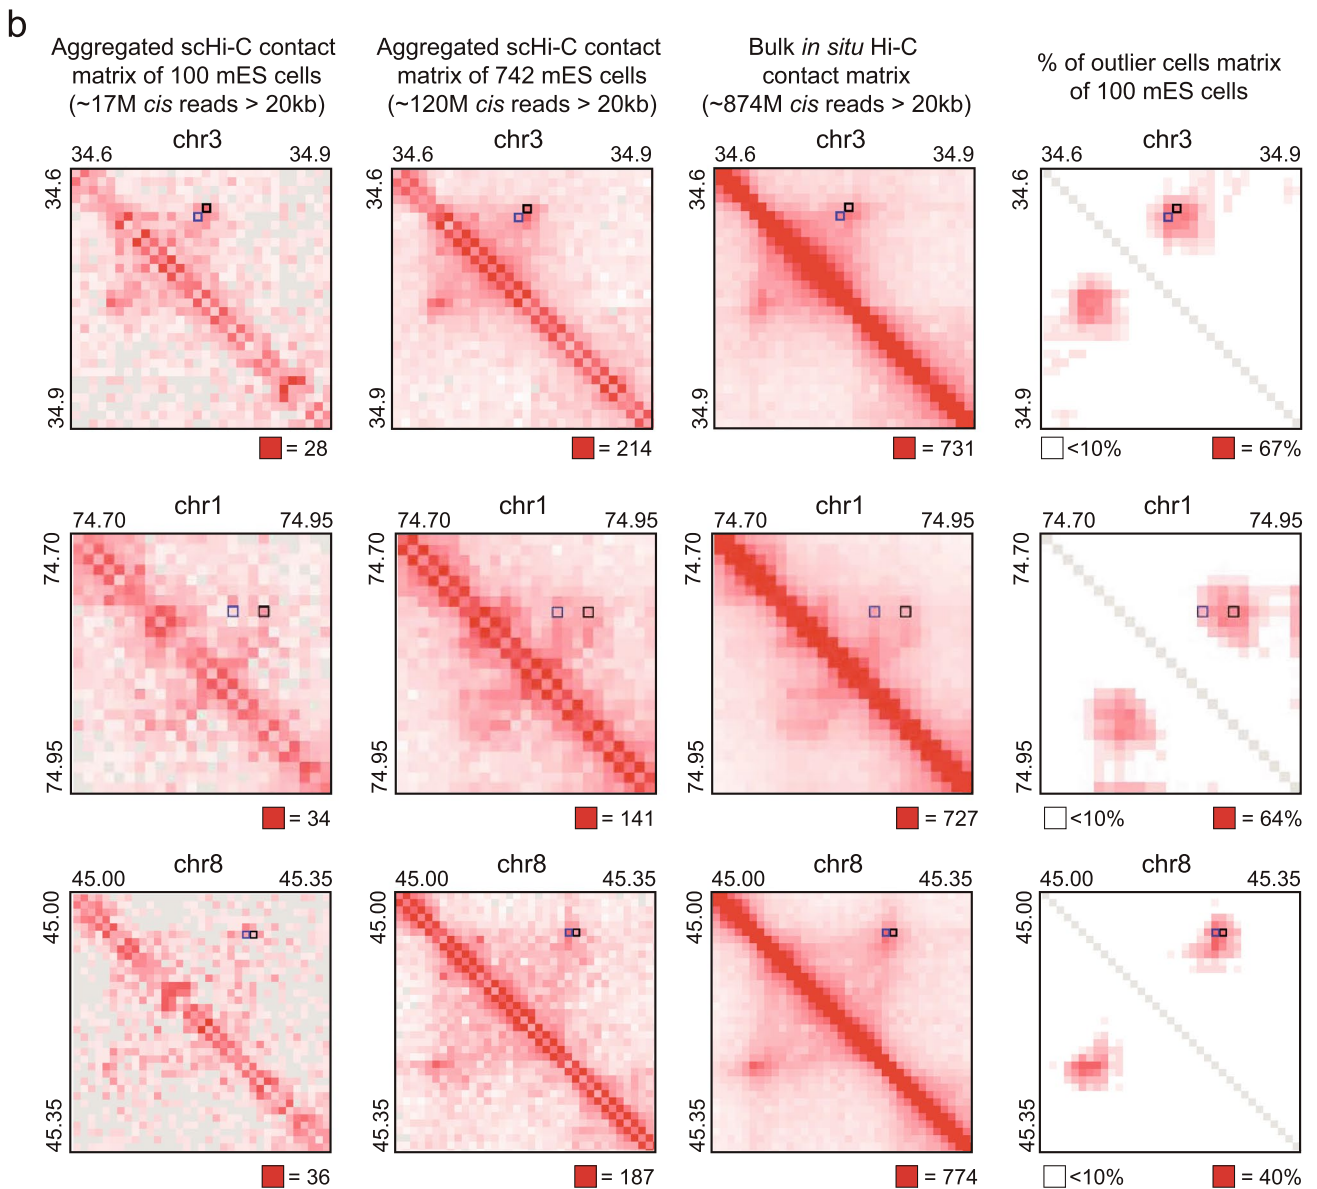 b
Aggregated scHi-C contact
matrix of 100 mES cells
(~17M cis reads > 20kb)
Aggregated scHi-C contact
matrix of 742 mES cells
(~120M cis reads > 20kb)
Bulk in situ Hi-C
contact matrix
(~874M cis reads > 20kb)
% of outlier cells matrix
of 100 mES cells
chr3
34.6 34.9
34.6
34.9
= 28
chr3
34.6 34.9
34.6
34.9
= 214
chr3
34.6 34.9
34.6
34.9
= 731
chr3
34.6 34.9
34.6
34.9
<10% = 67%
chr1
74.70 74.95
74.70
74.95
= 34
chr1
74.70 74.95
74.70
74.95
= 141
chr1
74.70 74.95
74.70
74.95
= 727
chr1
74.70 74.95
74.70
74.95
<10% = 64%
chr8
45.00 45.35
45.00
45.35
= 36
chr8
45.00 45.35
45.00
45.35
= 187
chr8
45.00 45.35
45.00
45.35
= 774
chr8
45.00 45.35
45.00
45.35
<10% = 40%